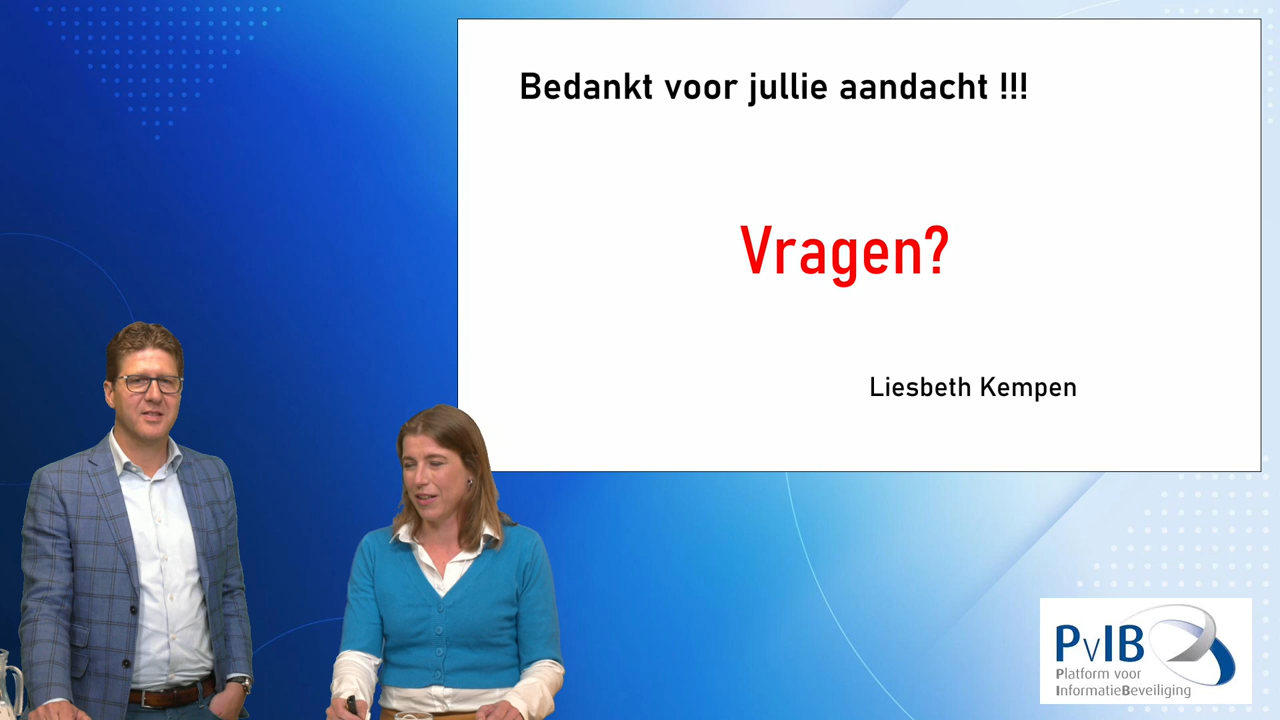 Bedankt voor jullie aandacht !!!
Vragen?
Liesbeth Kempen
PvIB
Platform voor
InformatieBeveiliging